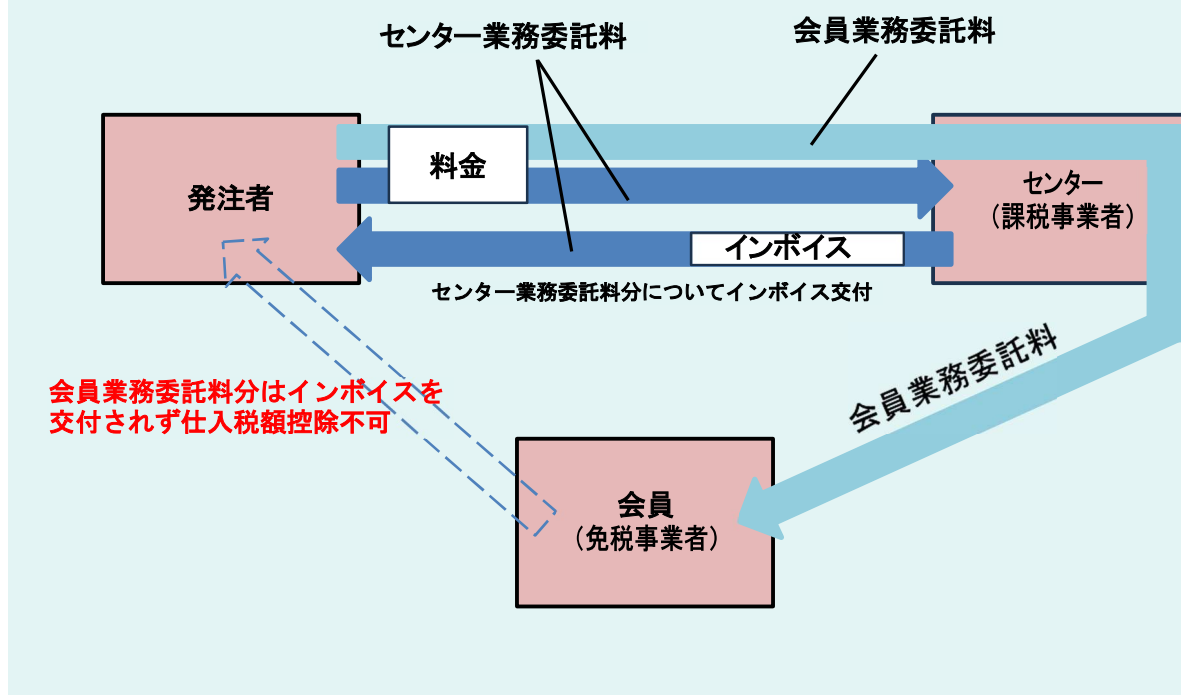 センター業務委託料
会員業務委託料
発注者
料金
センター
（課税事業者）
インボイス
センター業務委託料分についてインボイス交付
会員業務委託料
会員業務委託料分はインボイスを
交付されず仕入税額控除不可
会員
（免税事業者）